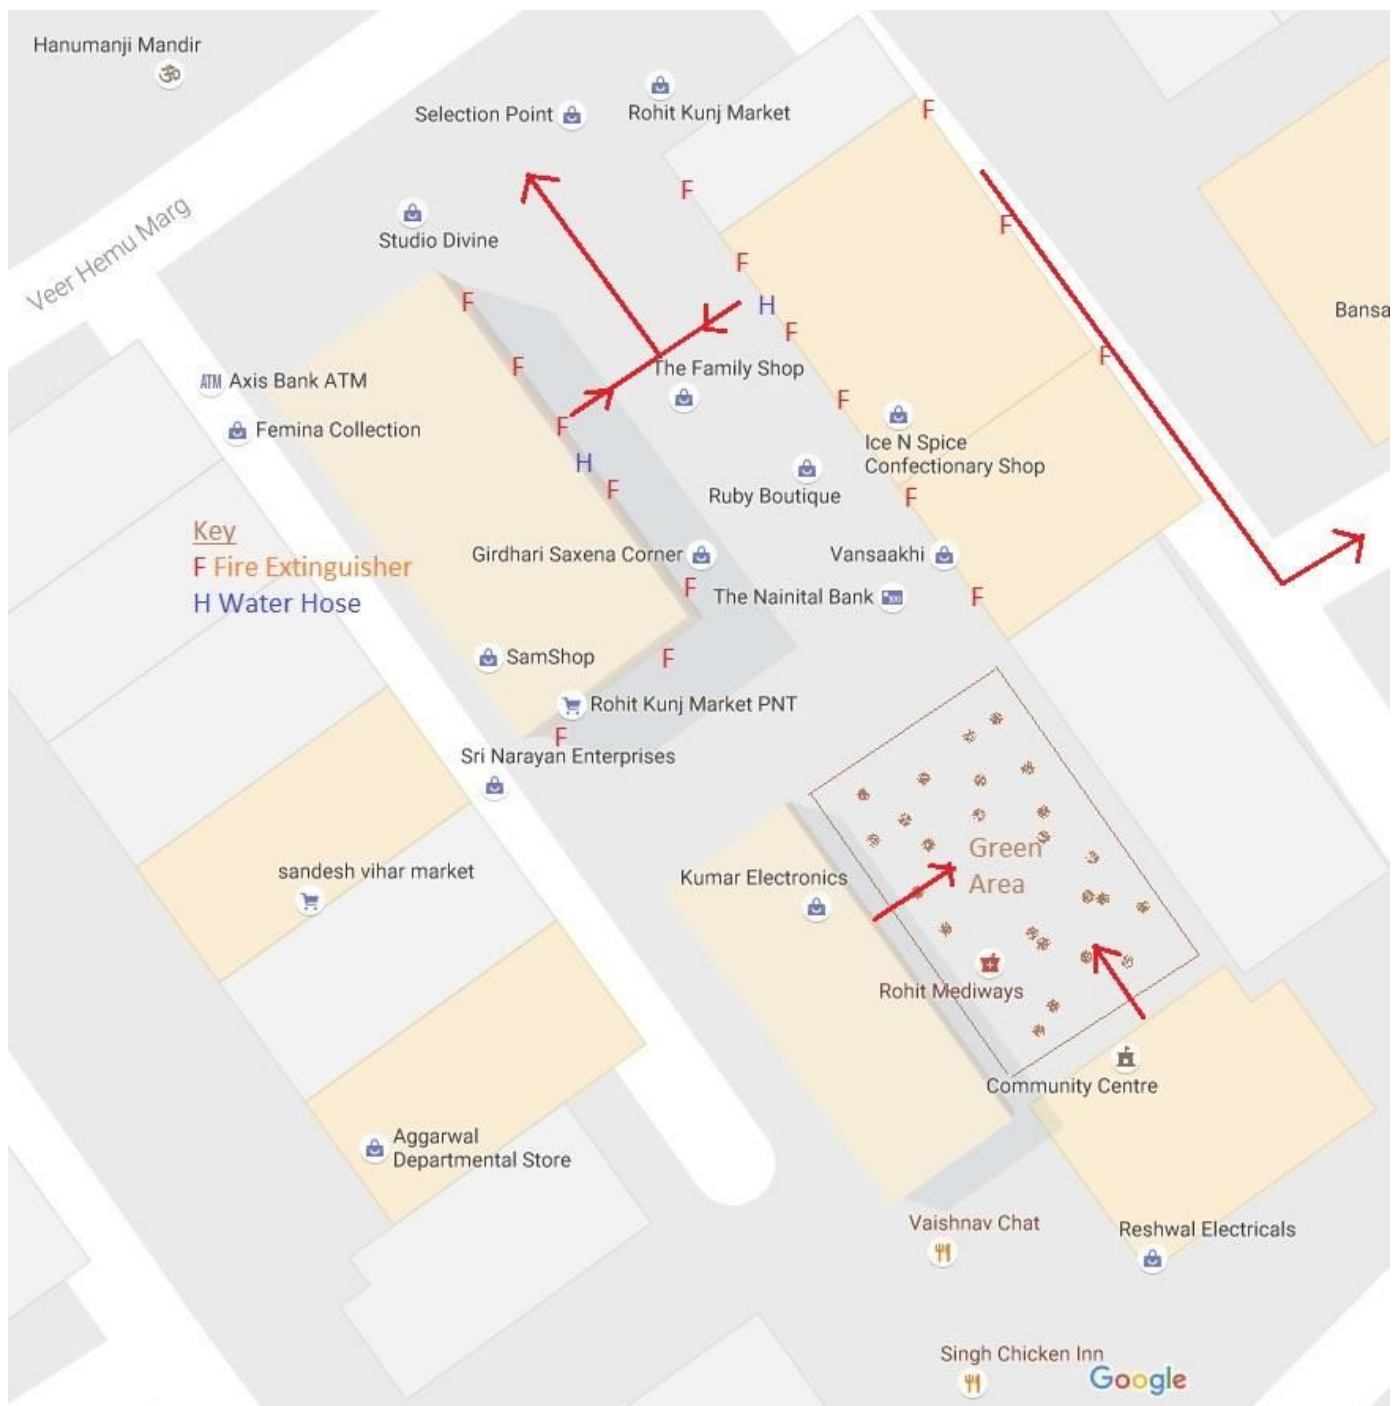 Hanumanji Mandir
ॐ
Rohit Kunj Market
Selection Point
F
F
Veer Hemu Marg
Studio Divine
F
F
F
H
Bansa
F
F
The Family Shop
F
F
ATM Axis Bank ATM
F
Femina Collection
F
Ice N Spice
Confectionary Shop
H
Ruby Boutique
F
F
Key
F Fire Extinguisher
H Water Hose
Girdhari Saxena Corner
Vansaakhi
F
The Nainital Bank
F
SamShop
F
Rohit Kunj Market PNT
F
Sri Narayan Enterprises
Green
Area
sandesh vihar market
Kumar Electronics
Rohit Mediways
Community Centre
Aggarwal
Departmental Store
Vaishnav Chat
Reshwal Electricals
Singh Chicken Inn
Google